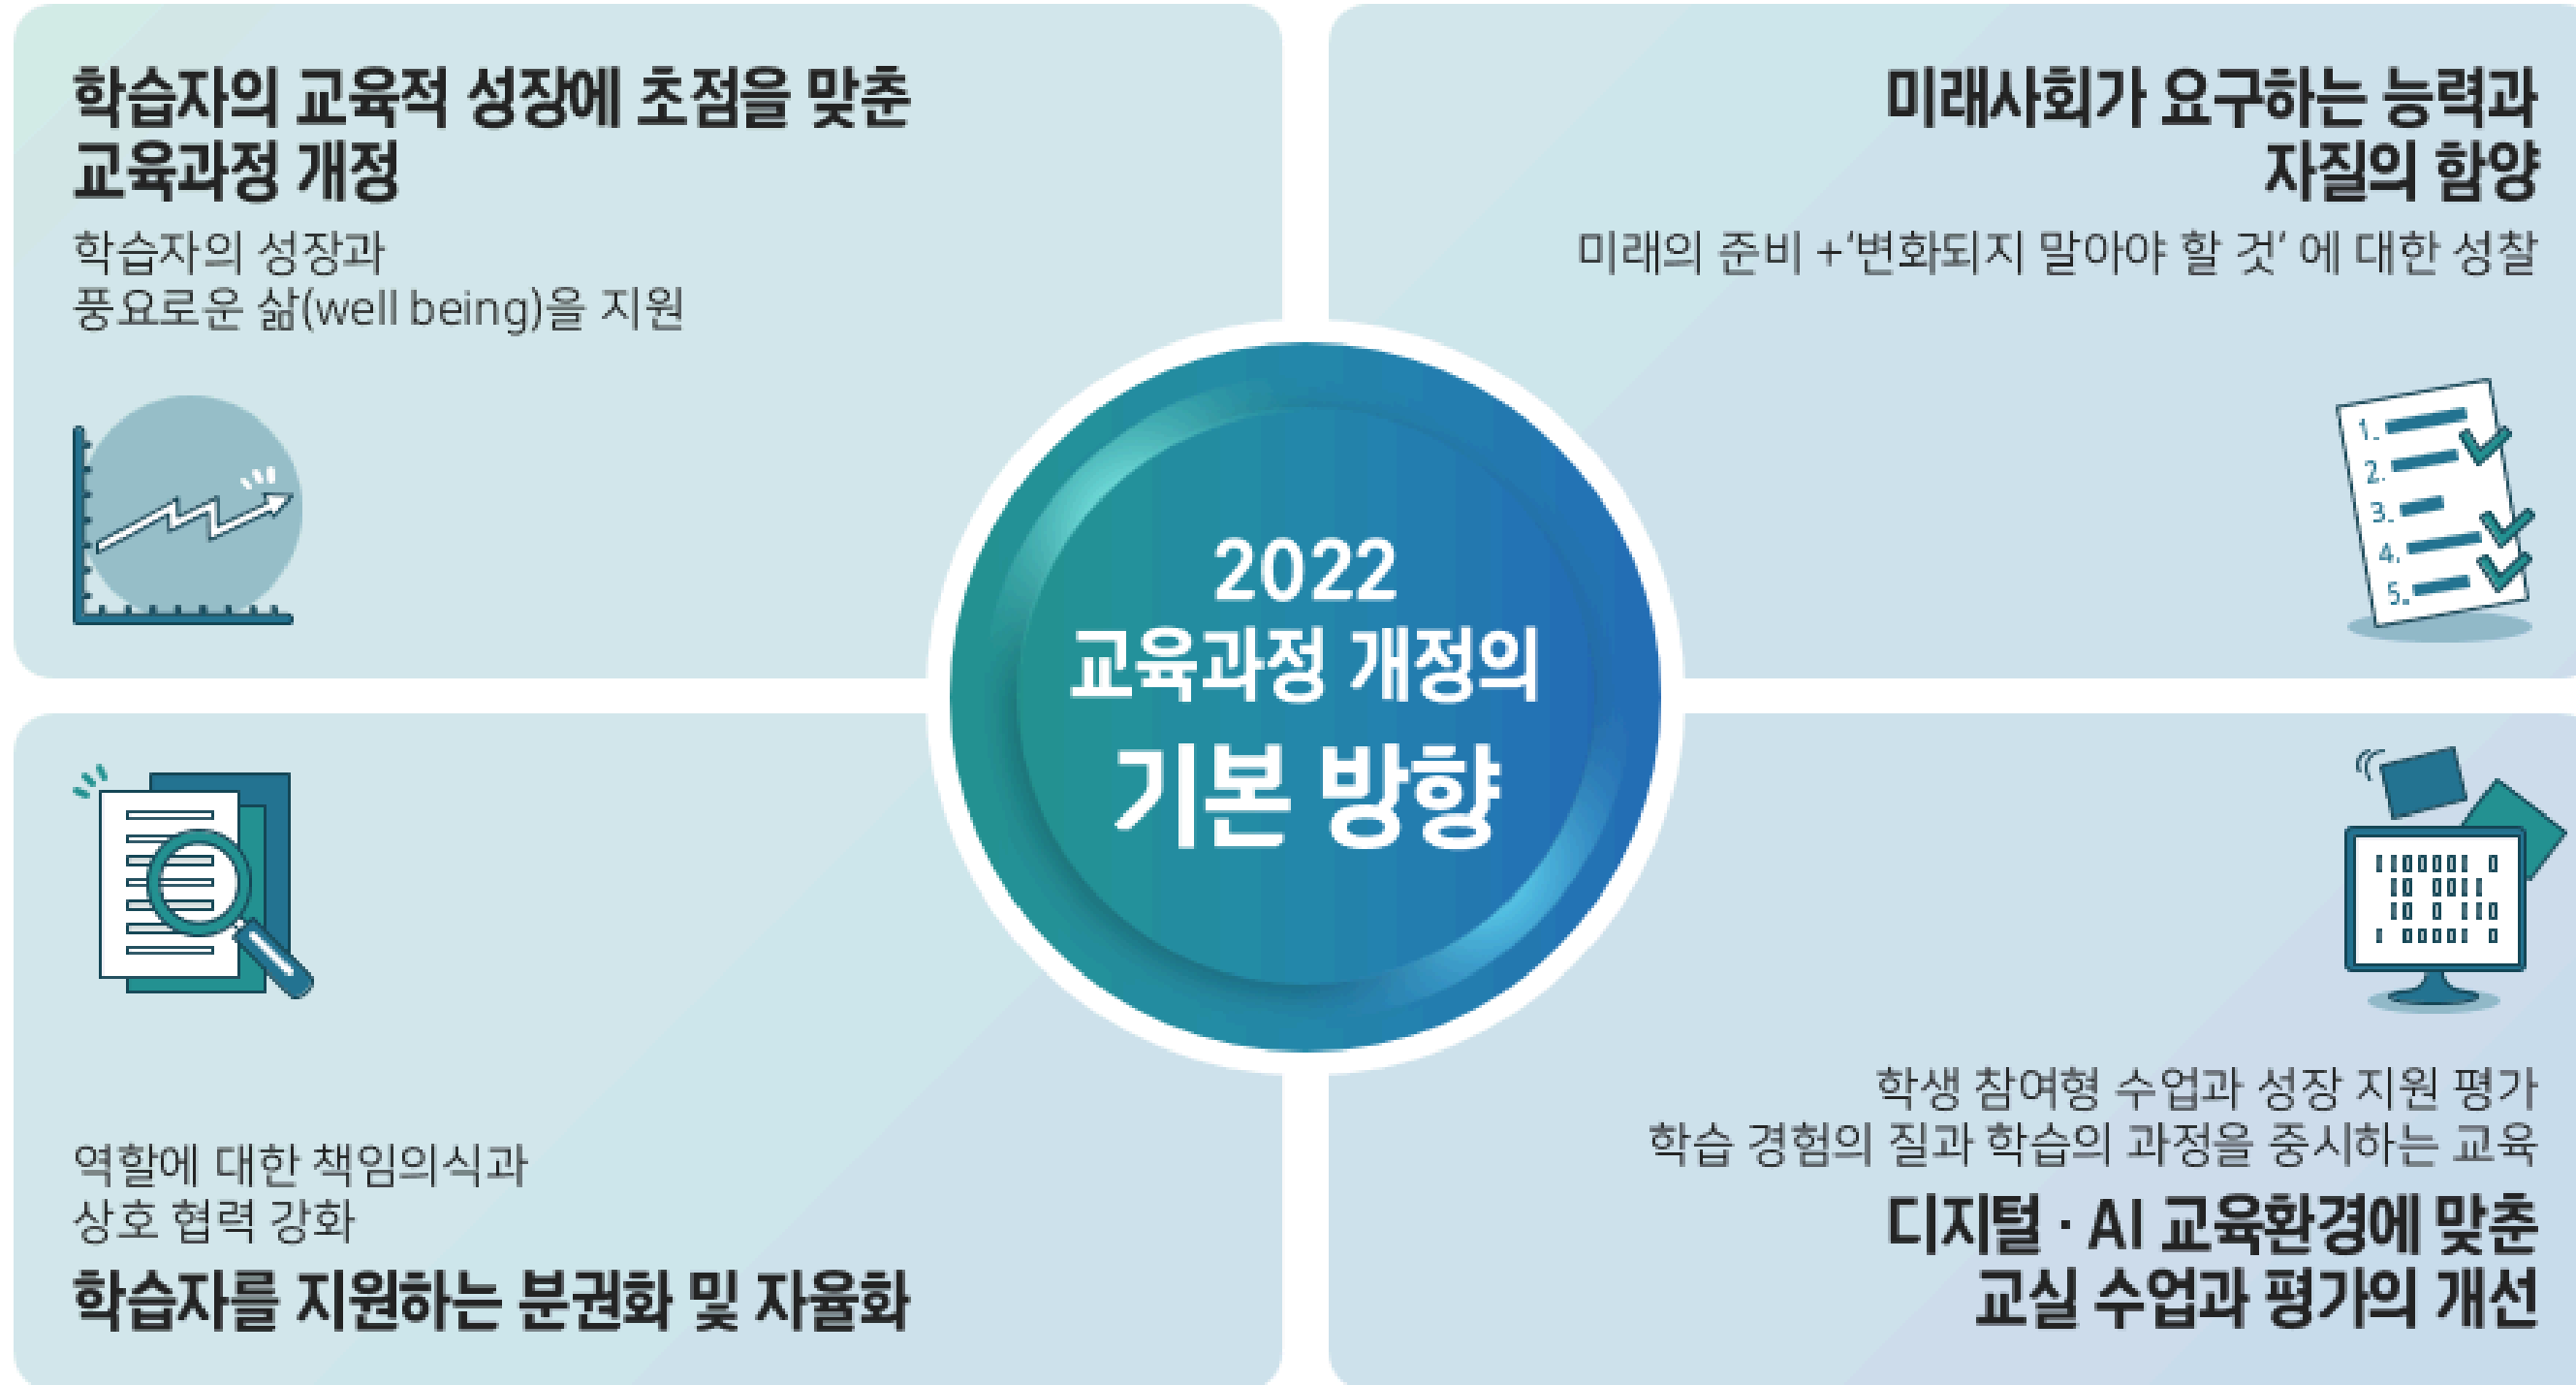 학습자의 교육적 성장에 초점을 맞춘
교육과정 개정
학습자의 성장과
풍요로운 삶(well being)을 지원
미래사회가 요구하는 능력과
자질의 함양
미래의 준비 +‘변화되지 말아야 할 것’ 에 대한 성찰
1.
2.
3.
4.
5.
2022
교육과정 개정의
기본 방향
역할에 대한 책임의식과
상호 협력 강화
학습자를 지원하는 분권화 및 자율화
학생 참여형 수업과 성장 지원 평가
학습 경험의 질과 학습의 과정을 중시하는 교육
디지털 · AI 교육환경에 맞춘
교실 수업과 평가의 개선